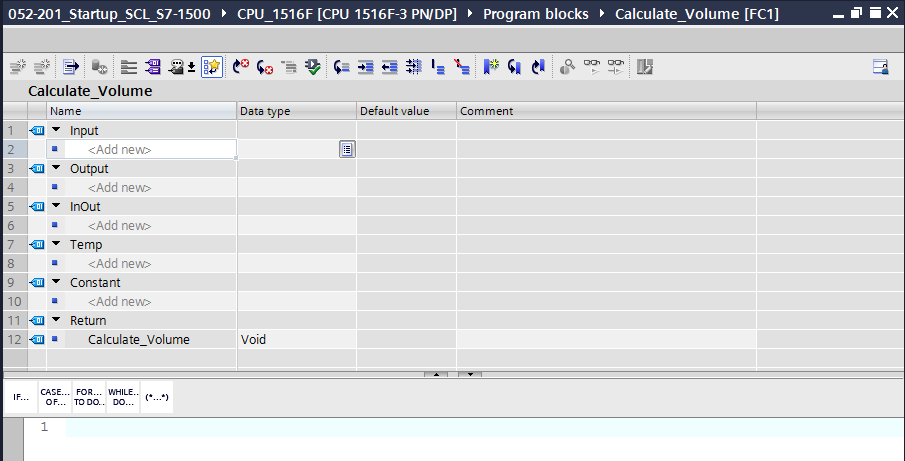 052-201_Startup_SCL_S7-1500 CPU_1516F [CPU 1516F-3 PN/DP] Program blocks Calculate_Volume [FC1]
Calculate_Volume
Name Data type Default value Comment
1 Input
2 <Add new>
3 Output
4 <Add new>
5 InOut
6 <Add new>
7 Temp
8 <Add new>
9 Constant
10 <Add new>
11 Return
12 Calculate_Volume Void
IF... CASE... OF... FOR... TO DO.. WHILE.. DO... (*...*)
1